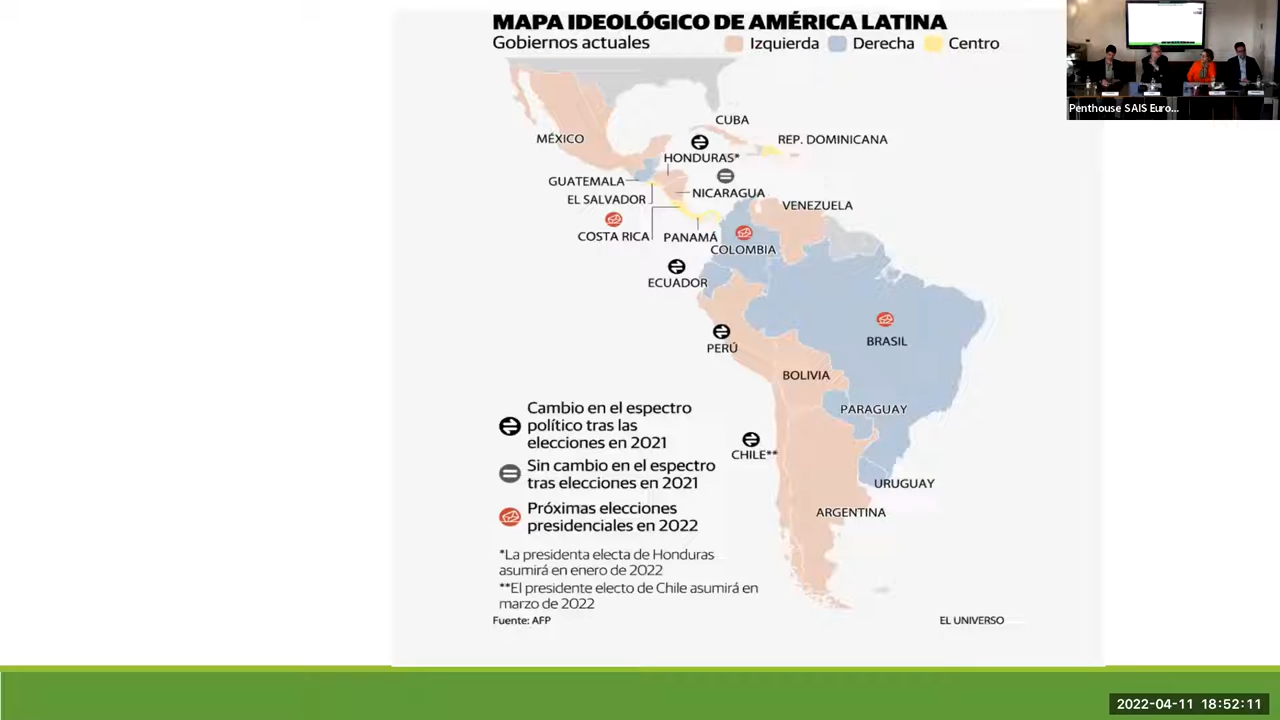 MAPA IDEOLÓGICO DE AMÉRICA LATINA
Gobiernos actuales
Izquierda
Derecha
Centro
Penthouse SAIS Euro...
CUBA
MÉXICO
REP. DOMINICANA
HONDURAS*
GUATEMALA
NICARAGUA
EL SALVADOR
VENEZUELA
COSTA RICA
PANAMÁ
COLOMBIA
ECUADOR
BRASIL
PERÚ
BOLIVIA
PARAGUAY
CHILE**
URUGUAY
ARGENTINA
Cambio en el espectro
político tras las
elecciones en 2021
Sin cambio en el espectro
tras elecciones en 2021
Próximas elecciones
presidenciales en 2022
*La presidenta electa de Honduras
asumirá en enero de 2022
**El presidente electo de Chile asumirá en
marzo de 2022
Fuente: AFP
EL UNIVERSO
2022-04-11 18:52:11